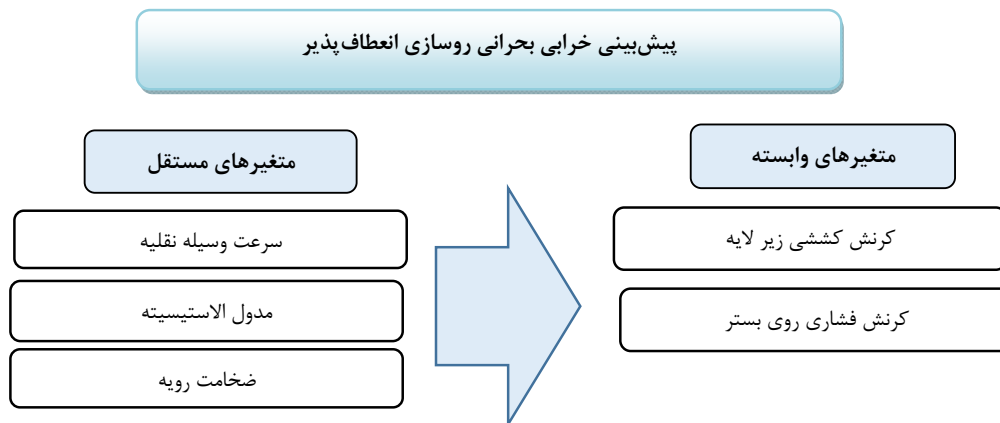 پیش‌بینی خرابی بحرانی روسازی انعطاف‌پذیر
متغیرهای وابسته
متغیرهای مستقل
کرنش کششی زیر لایه
سرعت وسیله نقلیه
کرنش فشاری روی بستر
مدول الاستیسیته
ضخامت رویه